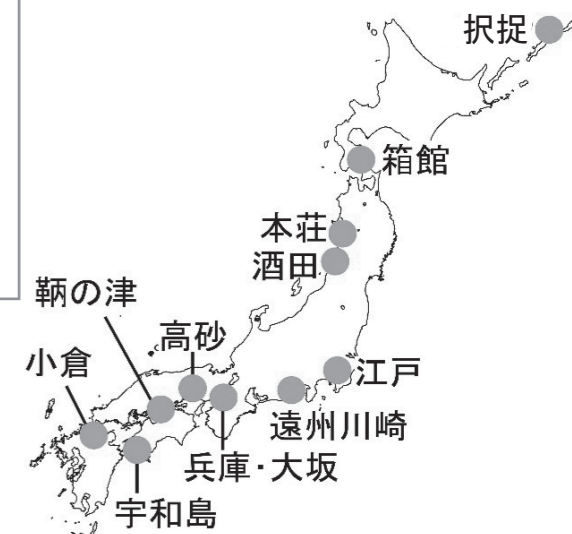 択捉
箱館
本荘
酒田
鞆の津
高砂
小倉
江戸
遠州川崎
兵庫・大坂
宇和島